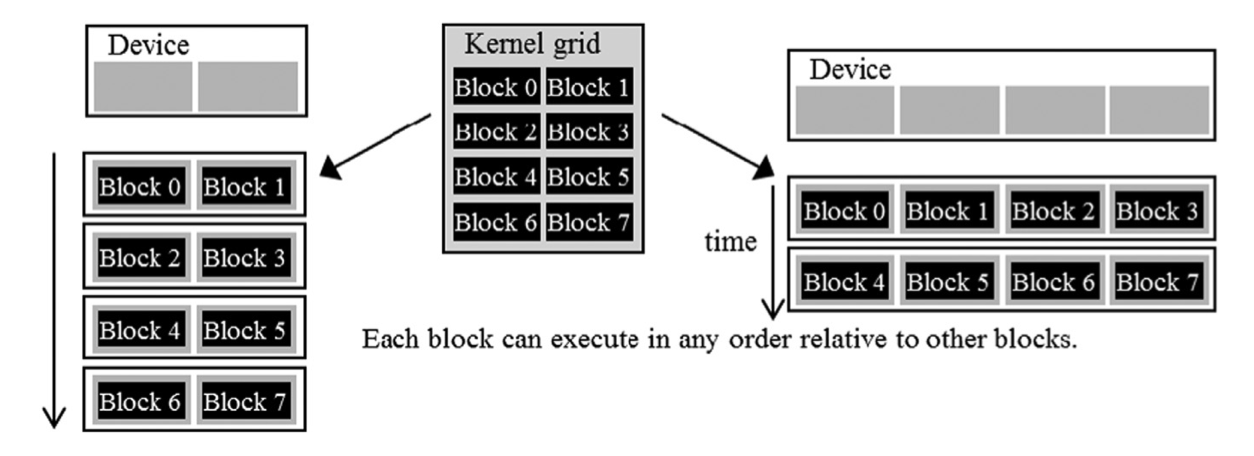 Device
Block 0 Block 1
Block 2 Block 3
Block 4 Block 5
Block 6 Block 7
Kernel grid
Block 0 Block 1
Block 2 Block 3
Block 4 Block 5
Block 6 Block 7
Device
time
Block 0 Block 1 Block 2 Block 3
Block 4 Block 5 Block 6 Block 7
Each block can execute in any order relative to other blocks.